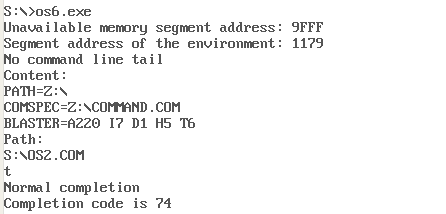 S:\>os6.exe
Unavailable memory segment address: 9FFF
Segment address of the environment: 1179
No command line tail
Content:
PATH=Z:\
COMSPEC=Z:\COMMAND.COM
BLASTER=A220 I7 D1 H5 T6
Path:
S:\OS2.COM
t
Normal completion
Completion code is 74